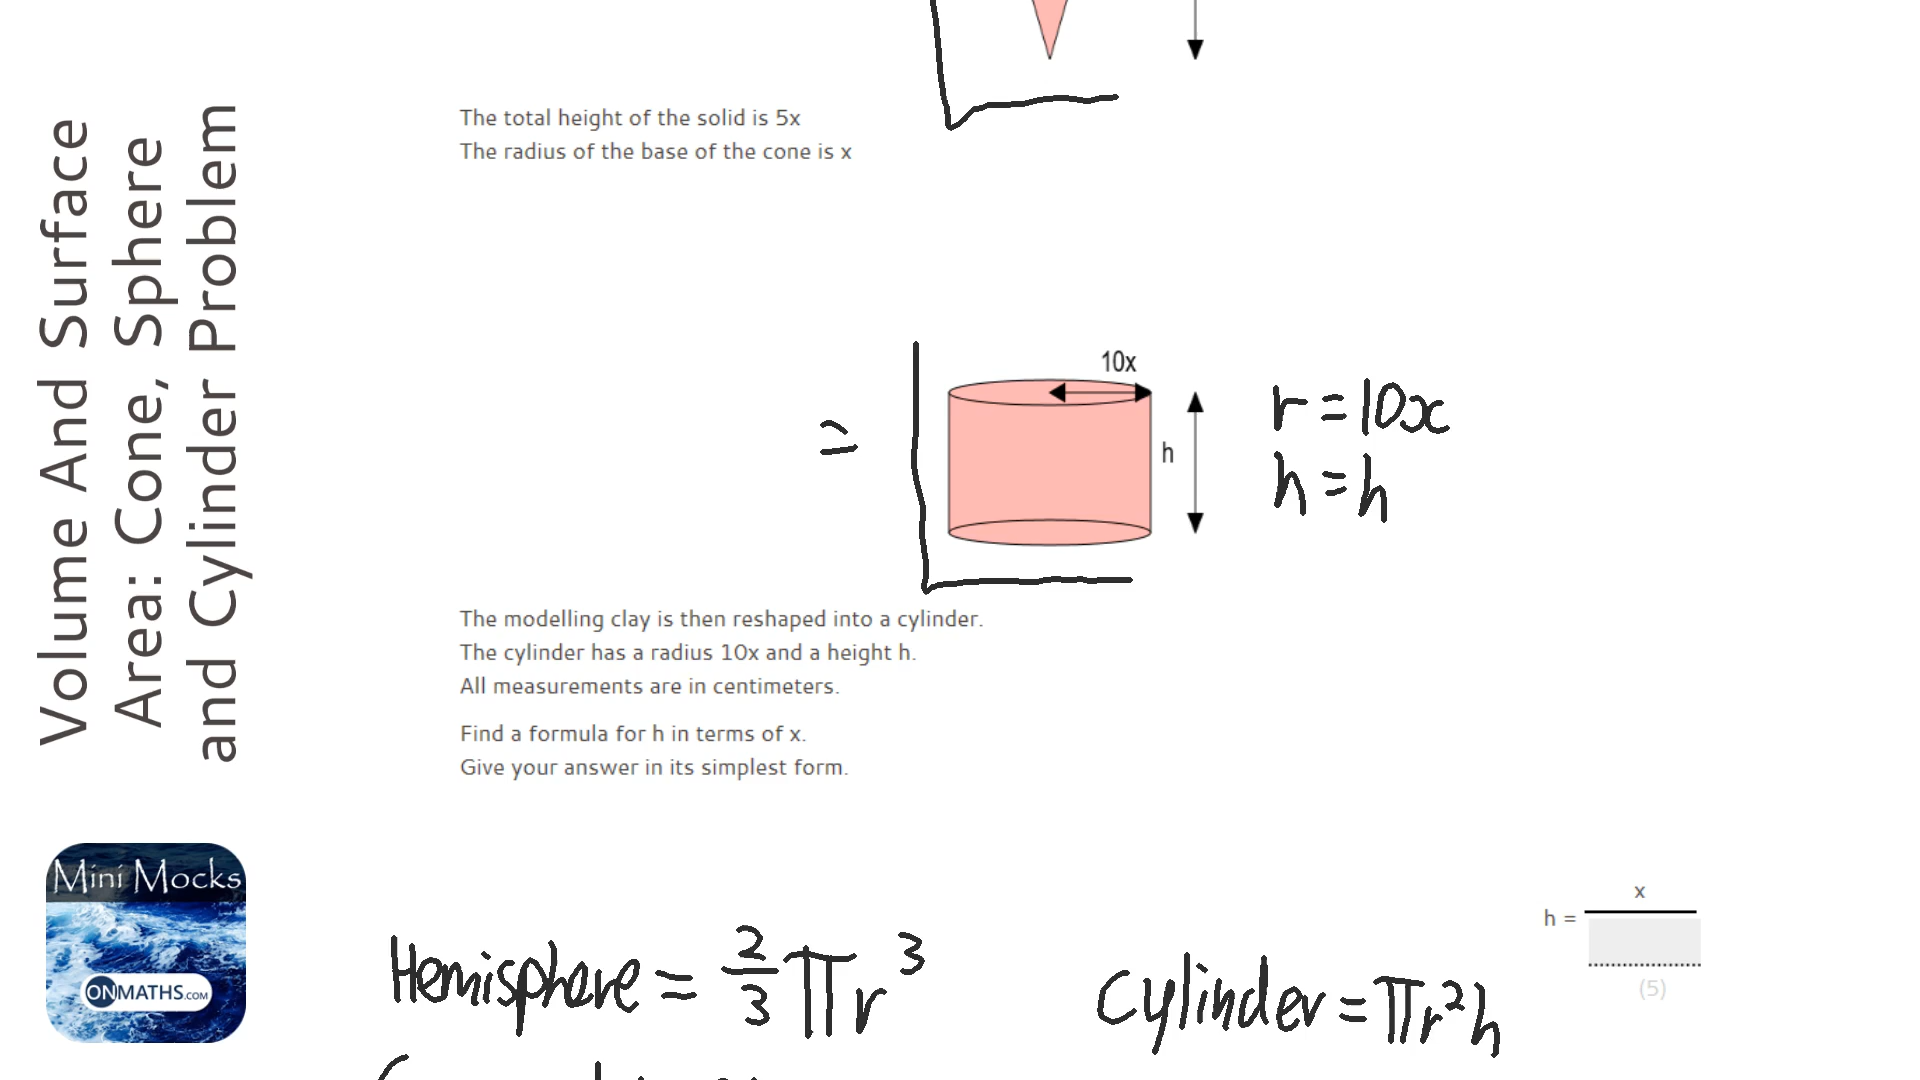 Volume And Surface
Area: Cone, Sphere
and Cylinder Problem
The total height of the solid is 5x
The radius of the base of the cone is x
10x
h
=
r = 10x
h = h
The modelling clay is then reshaped into a cylinder.
The cylinder has a radius 10x and a height h.
All measurements are in centimeters.
Find a formula for h in terms of x.
Give your answer in its simplest form.
Mini Mocks
ONMATHS.COM
x
h =
(5)
Hemisphere = 2/3 πr³
Cylinder = πr²h